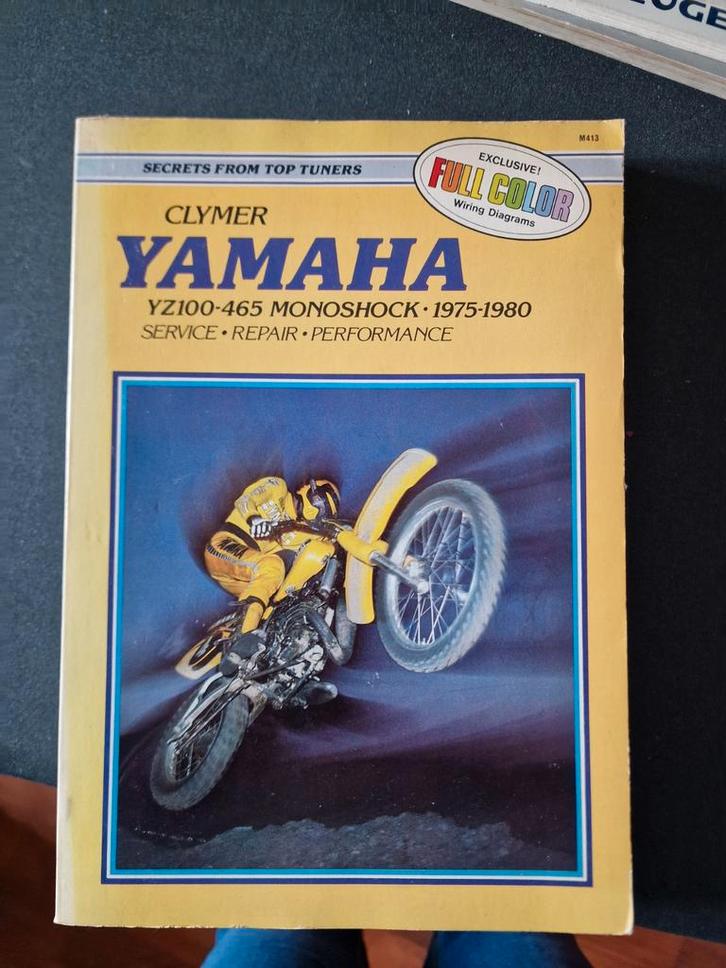 M413
SECRETS FROM TOP TUNERS
EXCLUSIVE!
FULL COLOR
Wiring Diagrams
CLYMER
YAMAHA
YZ100-465 MONOSHOCK • 1975-1980
SERVICE • REPAIR • PERFORMANCE
YAMAHA